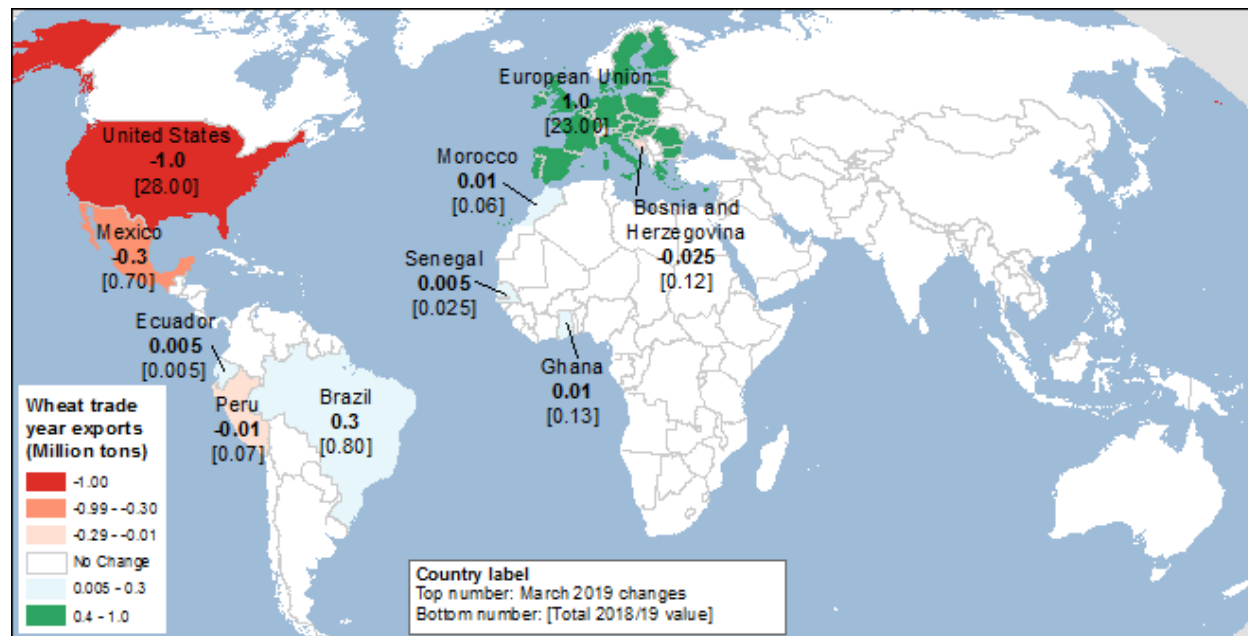 European Union
1.0
[23.00]
United States
-1.0
[28.00]
Morocco
0.01
[0.06]
Bosnia and
Herzegovina
-0.025
[0.12]
Mexico
-0.3
[0.70]
Senegal
0.005
[0.025]
Ecuador
0.005
[0.005]
Ghana
0.01
[0.13]
Peru
-0.01
[0.07]
Brazil
0.3
[0.80]
Wheat trade
year exports
(Million tons)
-1.00
-0.99 - -0.30
-0.29 - -0.01
No Change
0.005 - 0.3
0.4 - 1.0
Country label
Top number: March 2019 changes
Bottom number: [Total 2018/19 value]